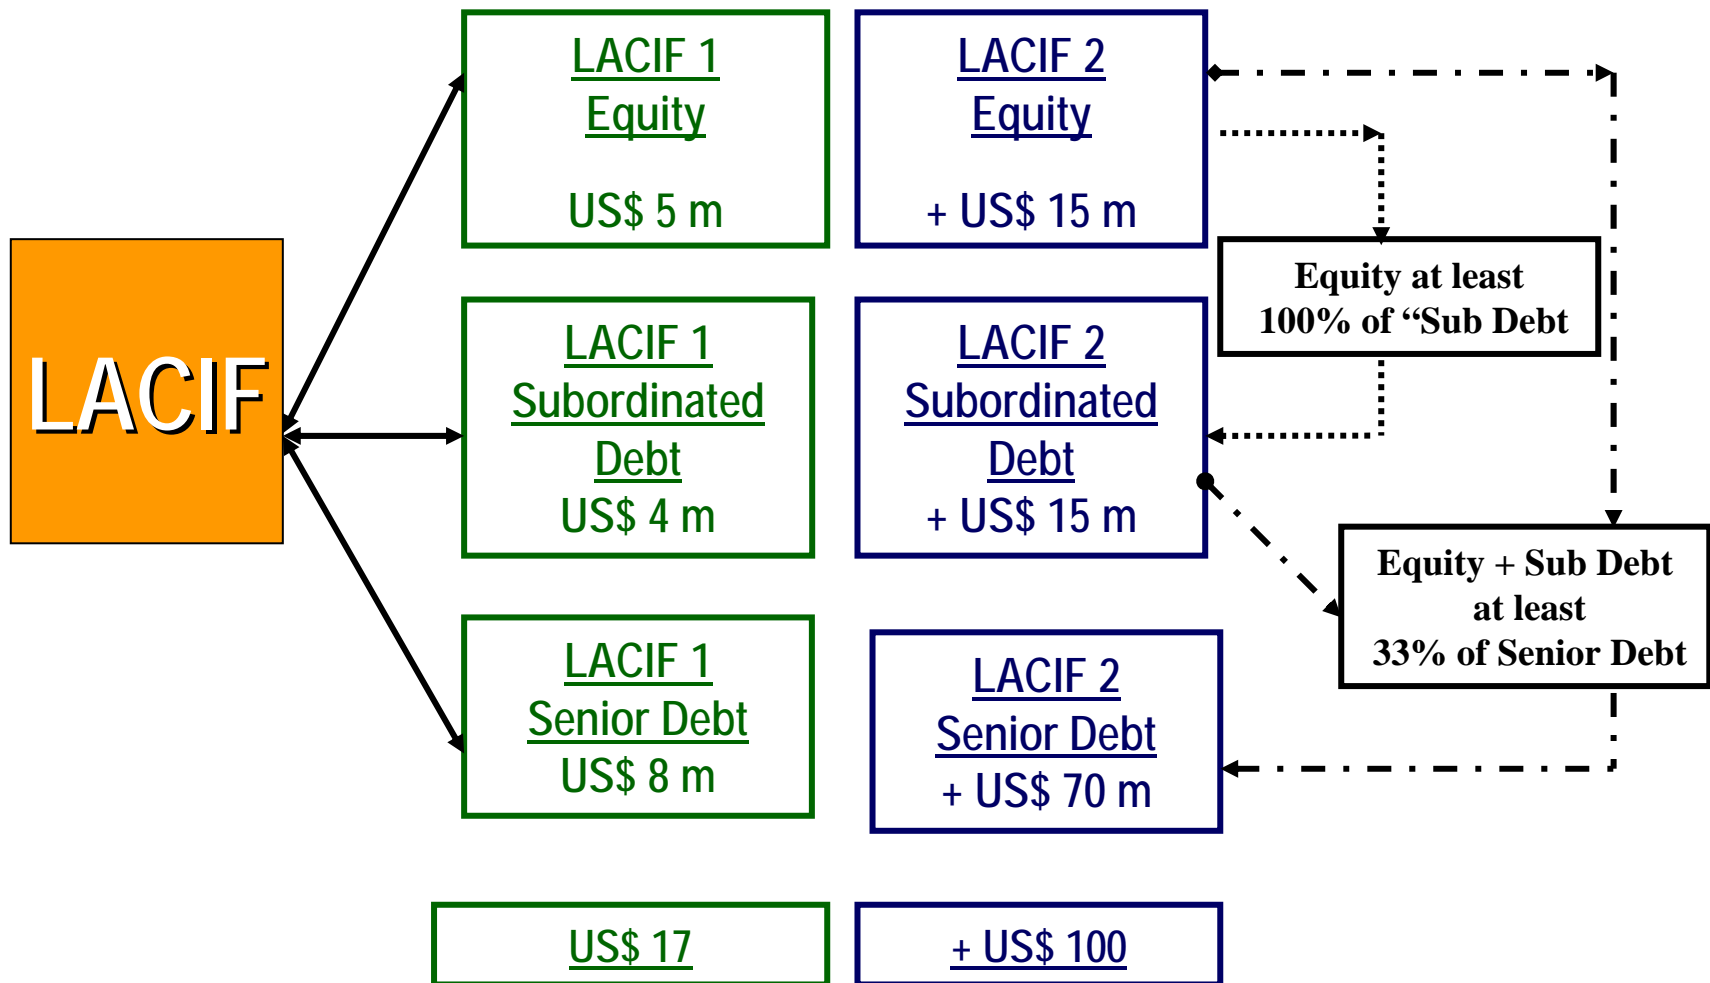 LACIF
LACIF 1
Equity
US$ 5 m
LACIF 2
Equity
+ US$ 15 m
Equity at least
100% of “Sub Debt
LACIF 1
Subordinated
Debt
US$ 4 m
LACIF 2
Subordinated
Debt
+ US$ 15 m
Equity + Sub Debt
at least
33% of Senior Debt
LACIF 1
Senior Debt
US$ 8 m
LACIF 2
Senior Debt
+ US$ 70 m
US$ 17
+ US$ 100